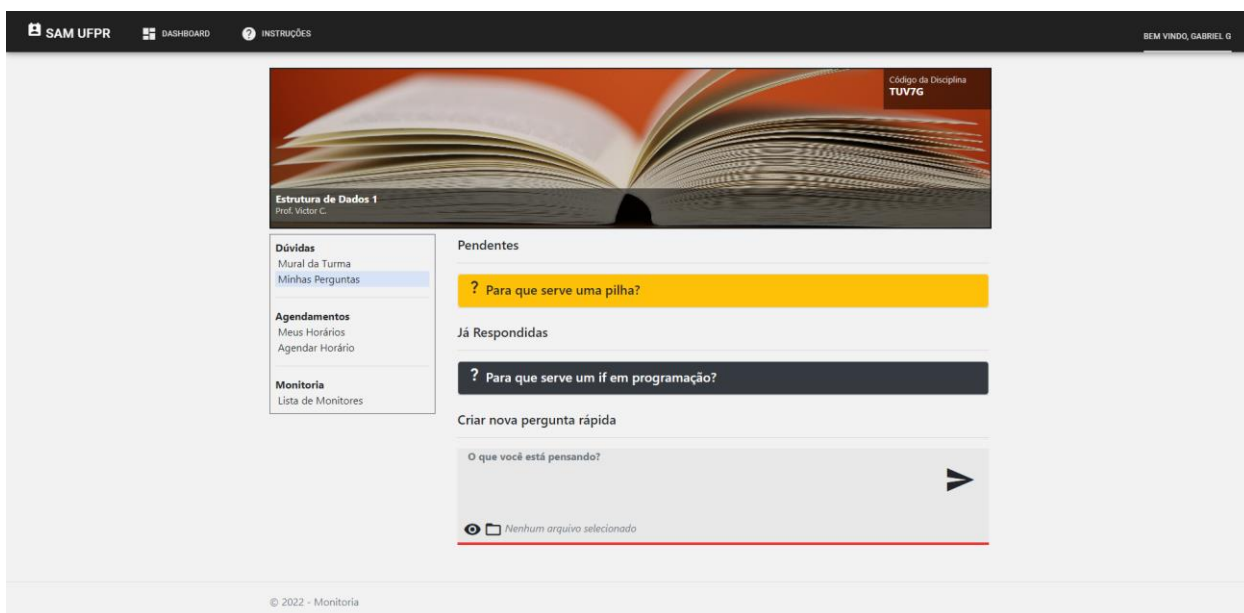 SAM UFPR
DASHBOARD
INSTRUÇÕES
BEM VINDO, GABRIEL G
Código da Disciplina
TUV7G
Estrutura de Dados 1
Prof. Victor C.
Dúvidas
Mural da Turma
Minhas Perguntas
Agendamentos
Meus Horários
Agendar Horário
Monitoria
Lista de Monitores
Pendentes
? Para que serve uma pilha?
Já Respondidas
? Para que serve um if em programação?
Criar nova pergunta rápida
O que você está pensando?
Nenhum arquivo selecionado
© 2022 - Monitoria